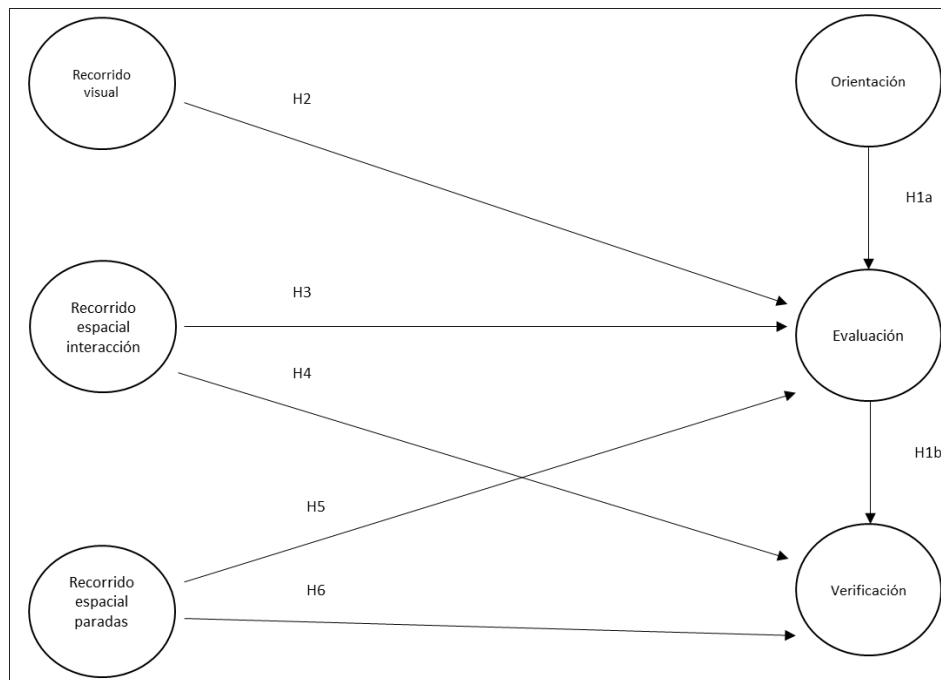 Recorrido
visual
H2
Orientación
H1a
Recorrido
espacial
interacción
H3
H4
Evaluación
H1b
Recorrido
espacial
paradas
H5
H6
Verificación